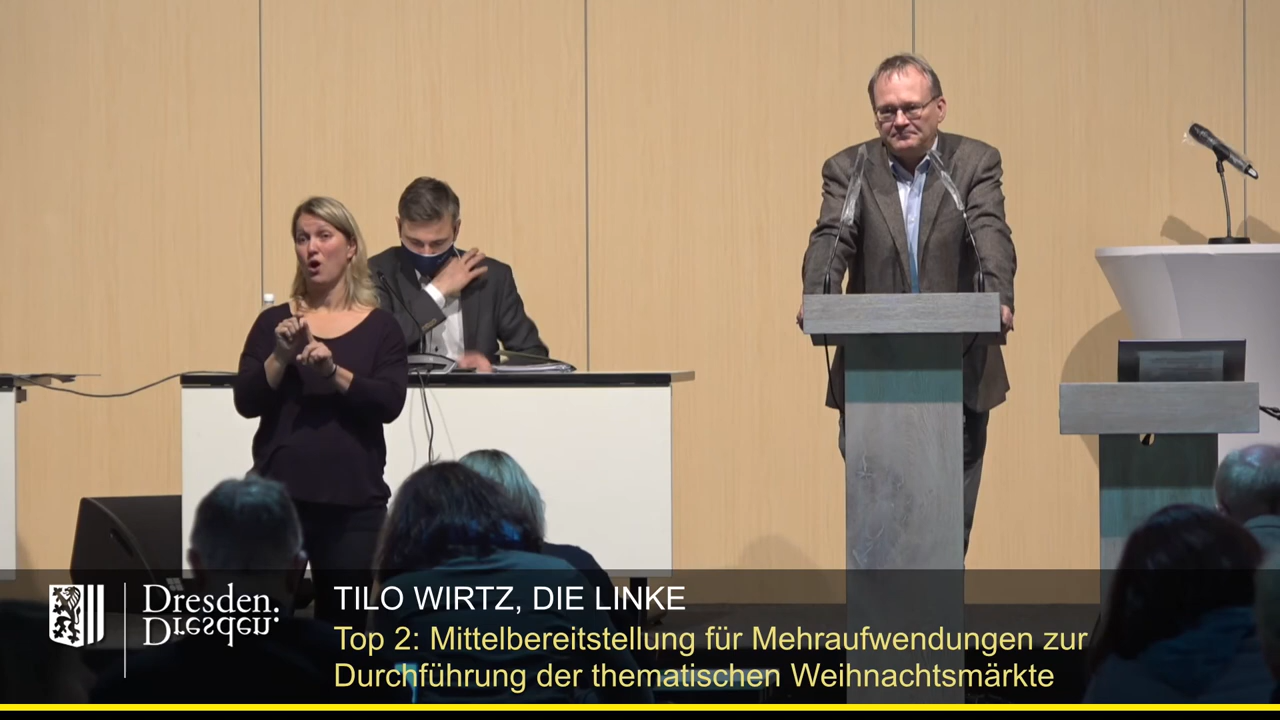 TILO WIRTZ, DIE LINKE
Dresden.
Dresden.
Top 2: Mittelbereitstellung für Mehraufwendungen zur
Durchführung der thematischen Weihnachtsmärkte